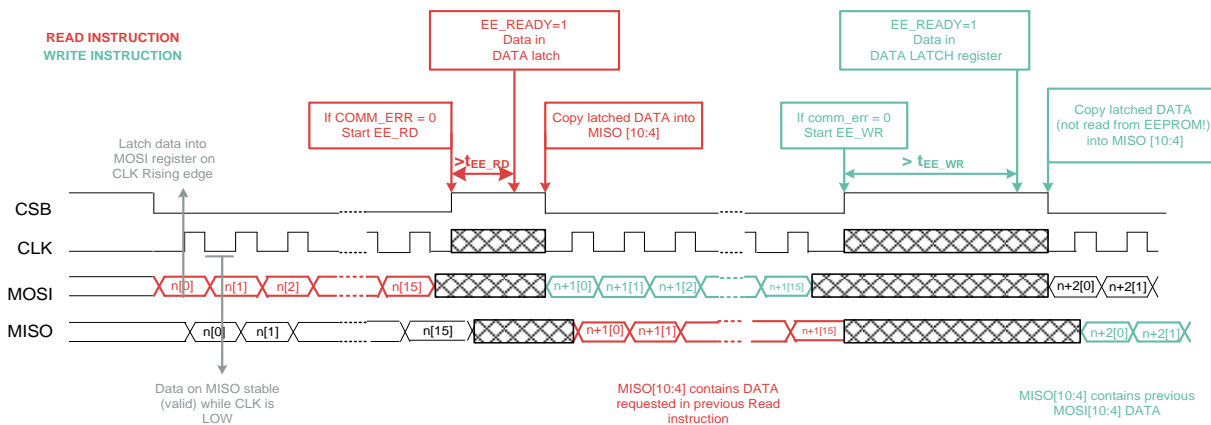 READ INSTRUCTION
WRITE INSTRUCTION
EE_READY=1
Data in
DATA latch
EE_READY=1
Data in
DATA LATCH register
If COMM_ERR = 0
Start EE_RD
Copy latched DATA into
MISO [10:4]
If comm_err = 0
Start EE_WR
Copy latched DATA
(not read from EEPROM!)
into MISO [10:4]
Latch data into
MOSI register on
CLK Rising edge
>tEE_RD
> tEE_WR
CSB
CLK
MOSI
n[0] n[1] n[2] n[15] n+1[0] n+1[1] n+1[2] n+1[15] n+2[0] n+2[1]
MISO
n[0] n[1] n[15] n+1[0] n+1[1] n+1[15] n+2[0] n+2[1]
Data on MISO stable
(valid) while CLK is
LOW
MISO[10:4] contains DATA
requested in previous Read
instruction
MISO[10:4] contains previous
MOSI[10:4] DATA